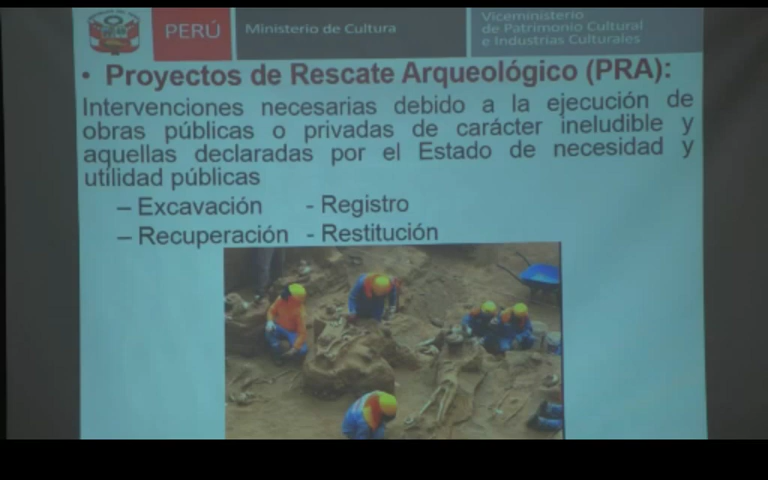 PERÚ
Ministerio de Cultura
Viceministerio
de Patrimonio Cultural
e Industrias Culturales
• Proyectos de Rescate Arqueológico (PRA):
Intervenciones necesarias debido a la ejecución de
obras públicas o privadas de carácter ineludible y
aquellas declaradas por el Estado de necesidad y
utilidad públicas
– Excavación - Registro
– Recuperación - Restitución